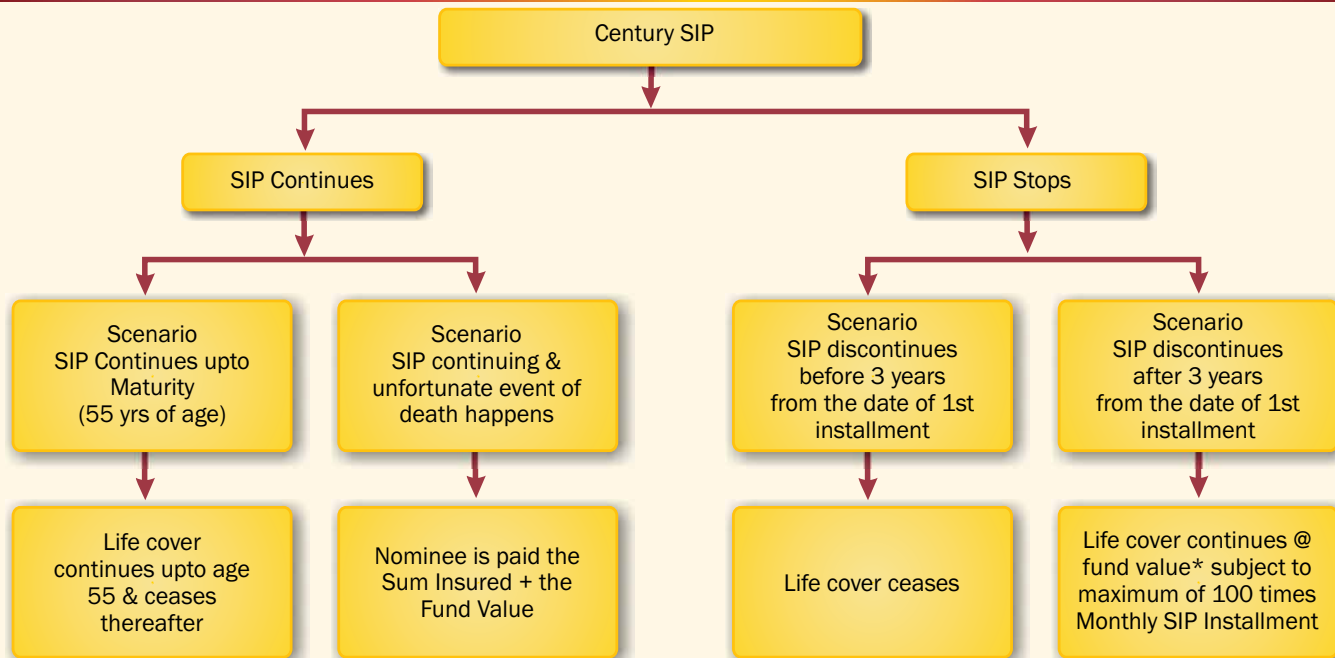 Century SIP
SIP Continues
SIP Stops
Scenario
SIP Continues upto
Maturity
(55 yrs of age)
Scenario
SIP continuing &
unfortunate event of
death happens
Scenario
SIP discontinues
before 3 years
from the date of 1st
installment
Scenario
SIP discontinues
after 3 years
from the date of 1st
installment
Life cover
continues upto age
55 & ceases
thereafter
Nominee is paid the
Sum Insured + the
Fund Value
Life cover ceases
Life cover continues @
fund value* subject to
maximum of 100 times
Monthly SIP Installment